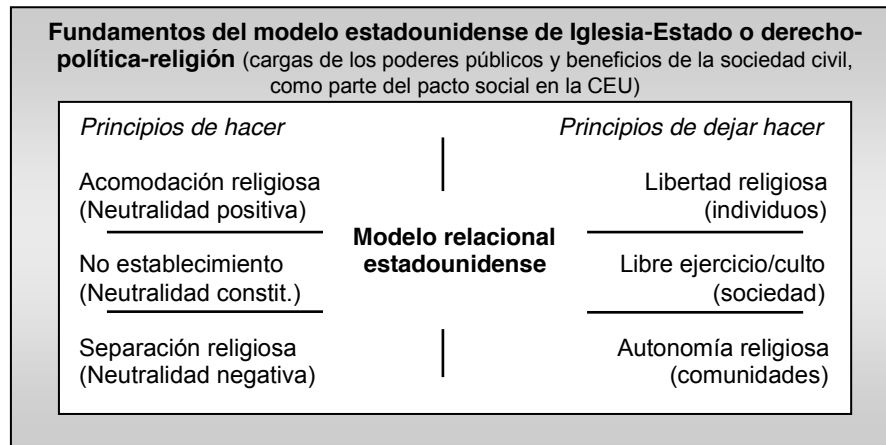 Fundamentos del modelo estadounidense de Iglesia-Estado o derecho-
política-religión (cargas de los poderes públicos y beneficios de la sociedad civil,
como parte del pacto social en la CEU)
Principios de hacer
Principios de dejar hacer
Acomodación religiosa
(Neutralidad positiva)
Libertad religiosa
(individuos)
Modelo relacional
estadounidense
No establecimiento
(Neutralidad constit.)
Libre ejercicio/culto
(sociedad)
Separación religiosa
(Neutralidad negativa)
Autonomía religiosa
(comunidades)